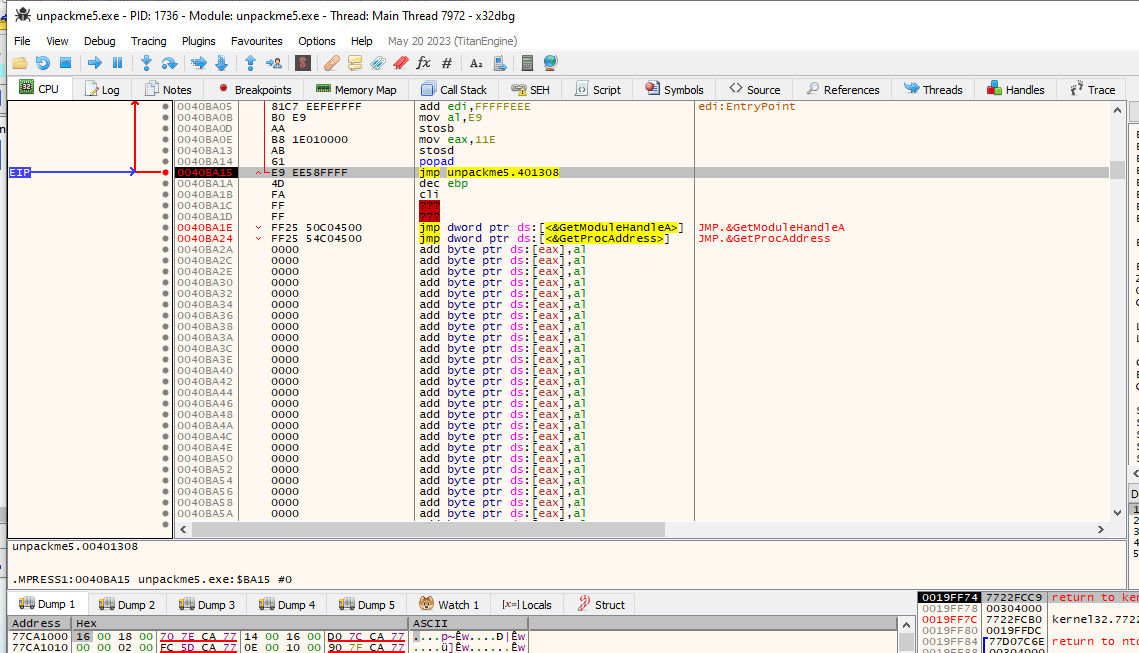 unpackme5.exe - PID: 1736 - Module: unpackme5.exe - Thread: Main Thread 7972 - x32dbg
File View Debug Tracing Plugins Favourites Options Help May 20 2023 (TitanEngine)
CPU Log Notes Breakpoints Memory Map Call Stack SEH Script Symbols Source References Threads Handles Trace
0040BA05 81C7 EEFEFFFF add edi,FFFFFEEE edi:EntryPoint
0040BA0B B0 E9 mov al,E9
0040BA0D AA stosb
0040BA0E B8 1E010000 mov eax,11E
0040BA13 AB stosd
0040BA14 61 popad
EIP 0040BA15 E9 EE58FFFF jmp unpackme5.401308
0040BA1A 4D dec ebp
0040BA1B FA cli
0040BA1C FF ???
0040BA1D FF ???
0040BA1E FF25 50C04500 jmp dword ptr ds:[<&GetModuleHandleA>] JMP.&GetModuleHandleA
0040BA24 FF25 54C04500 jmp dword ptr ds:[<&GetProcAddress>] JMP.&GetProcAddress
0040BA2A 0000 add byte ptr ds:[eax],al
0040BA2C 0000 add byte ptr ds:[eax],al
0040BA2E 0000 add byte ptr ds:[eax],al
0040BA30 0000 add byte ptr ds:[eax],al
0040BA32 0000 add byte ptr ds:[eax],al
0040BA34 0000 add byte ptr ds:[eax],al
0040BA36 0000 add byte ptr ds:[eax],al
0040BA38 0000 add byte ptr ds:[eax],al
0040BA3A 0000 add byte ptr ds:[eax],al
0040BA3C 0000 add byte ptr ds:[eax],al
0040BA3E 0000 add byte ptr ds:[eax],al
0040BA40 0000 add byte ptr ds:[eax],al
0040BA42 0000 add byte ptr ds:[eax],al
0040BA44 0000 add byte ptr ds:[eax],al
0040BA46 0000 add byte ptr ds:[eax],al
0040BA48 0000 add byte ptr ds:[eax],al
0040BA4A 0000 add byte ptr ds:[eax],al
0040BA4C 0000 add byte ptr ds:[eax],al
0040BA4E 0000 add byte ptr ds:[eax],al
0040BA50 0000 add byte ptr ds:[eax],al
0040BA52 0000 add byte ptr ds:[eax],al
0040BA54 0000 add byte ptr ds:[eax],al
0040BA56 0000 add byte ptr ds:[eax],al
0040BA58 0000 add byte ptr ds:[eax],al
0040BA5A 0000 add byte ptr ds:[eax],al
unpackme5.00401308
.MPRESS1:0040BA15 unpackme5.exe:$BA15 #0
Dump 1 Dump 2 Dump 3 Dump 4 Dump 5 Watch 1 [x=] Locals Struct
Address Hex ASCII
77CA1000 16 00 18 00 70 7E CA 77 14 00 16 00 D0 7C CA 77 ....p~Êw....Ð|Êw
77CA1010 00 00 02 00 FC 5D CA 77 0E 00 10 00 90 7F CA 77 ....ü]Êw......Êw
0019FF74 7722FCC9 return to ker
0019FF78 00304000
0019FF7C 7722FCB0 kernel32.7722
0019FF80 0019FFDC
0019FF84 77D07C6E return to nto